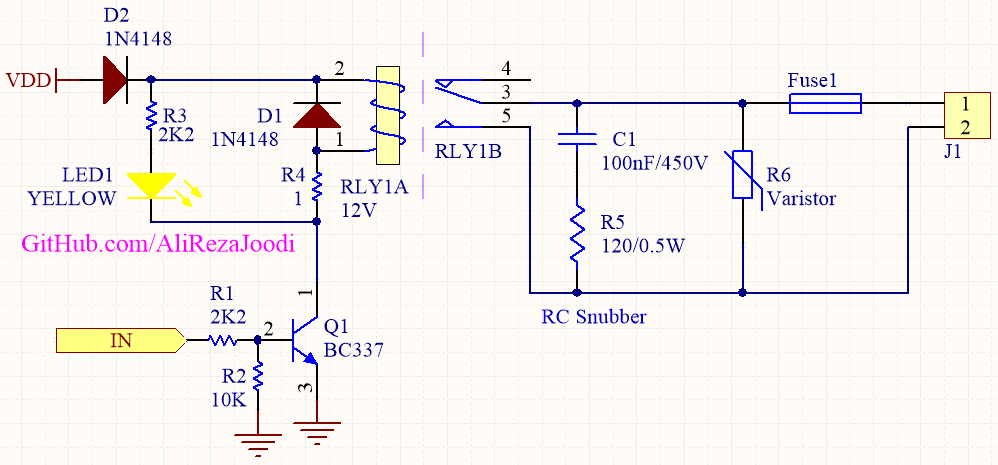 D2
1N4148
VDD
2
4
3
5
Fuse1
1
2
J1
R3
2K2
D1
1N4148
1
RLY1B
C1
100nF/450V
LED1
YELLOW
R4
1
RLY1A
12V
R6
Varistor
R5
120/0.5W
GitHub.com/AliRezaJoodi
RC Snubber
R1
2K2
1
IN
2
Q1
BC337
R2
10K
3